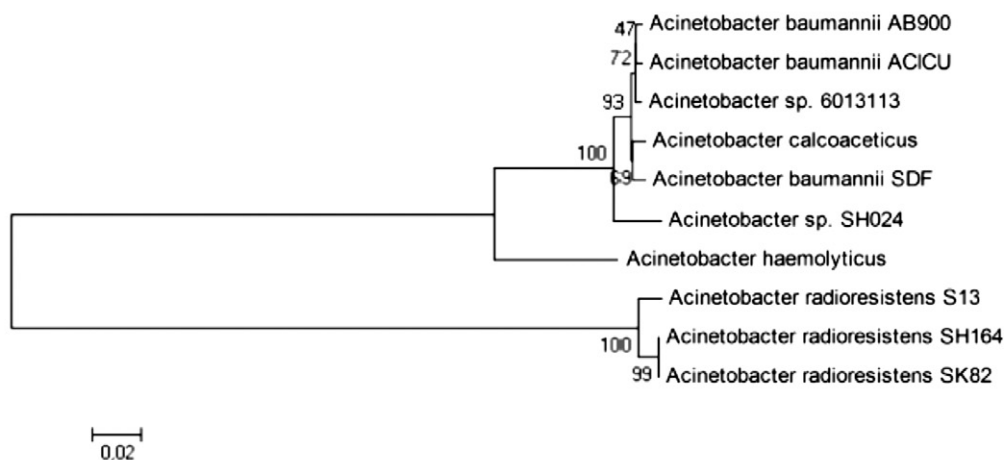 47 Acinetobacter baumannii AB900
72 Acinetobacter baumannii ACICU
93 Acinetobacter sp. 6013113
Acinetobacter calcoaceticus
100
69 Acinetobacter baumannii SDF
Acinetobacter sp. SH024
Acinetobacter haemolyticus
Acinetobacter radioresistens S13
Acinetobacter radioresistens SH164
100
99 Acinetobacter radioresistens SK82
0.02